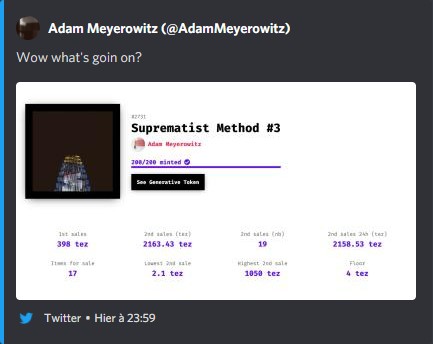 Adam Meyerowitz (@AdamMeyerowitz)
Wow what's goin on?
#2731
Suprematist Method #3
Adam Meyerowitz
200/200 minted
See Generative Token
1st sales 2nd sales (tez) 2nd sales (nb) 2nd sales 24h (tez)
398 tez 2163.43 tez 19 2158.53 tez
Items for sale Lowest 2nd sale Highest 2nd sale Floor
17 2.1 tez 1050 tez 4 tez
Twitter • Hier à 23:59